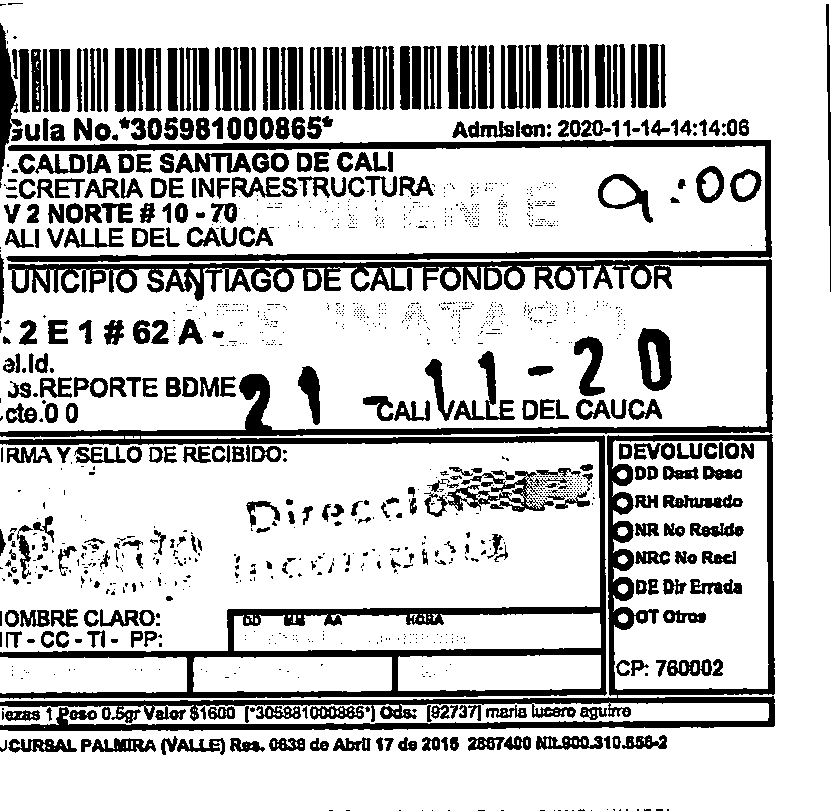 Guia No.*305981000865*
Admision: 2020-11-14-14:14:06
.CALDIA DE SANTIAGO DE CALI
ECRETARIA DE INFRAESTRUCTURA
V 2 NORTE # 10 - 70
ALI VALLE DEL CAUCA
9:00
UNICIPIO SANTIAGO DE CALI FONDO ROTATOR
DESTINATARIO
. 2 E 1 # 62 A -
el.Id.
os.REPORTE BDME
cte.0 0
21-11-20
CALI VALLE DEL CAUCA
IRMA Y SELLO DE RECIBIDO:
Dirección
Incompleta
Pronto
DEVOLUCION
DD Dest Desc
RH Rehusado
NR No Reside
NRC No Recl
DE Dir Errada
OT Otros
OMBRE CLARO:
IT - CC - TI - PP:
DD MM AA HORA
CP: 760002
iezas 1 Peso 0.5gr Valor $1600 [*305981000865*] Ods: [92737] maria lucero aguirre
UCURSAL PALMIRA (VALLE) Res. 0638 de Abril 17 de 2015 2867400 Nit.900.310.856-2